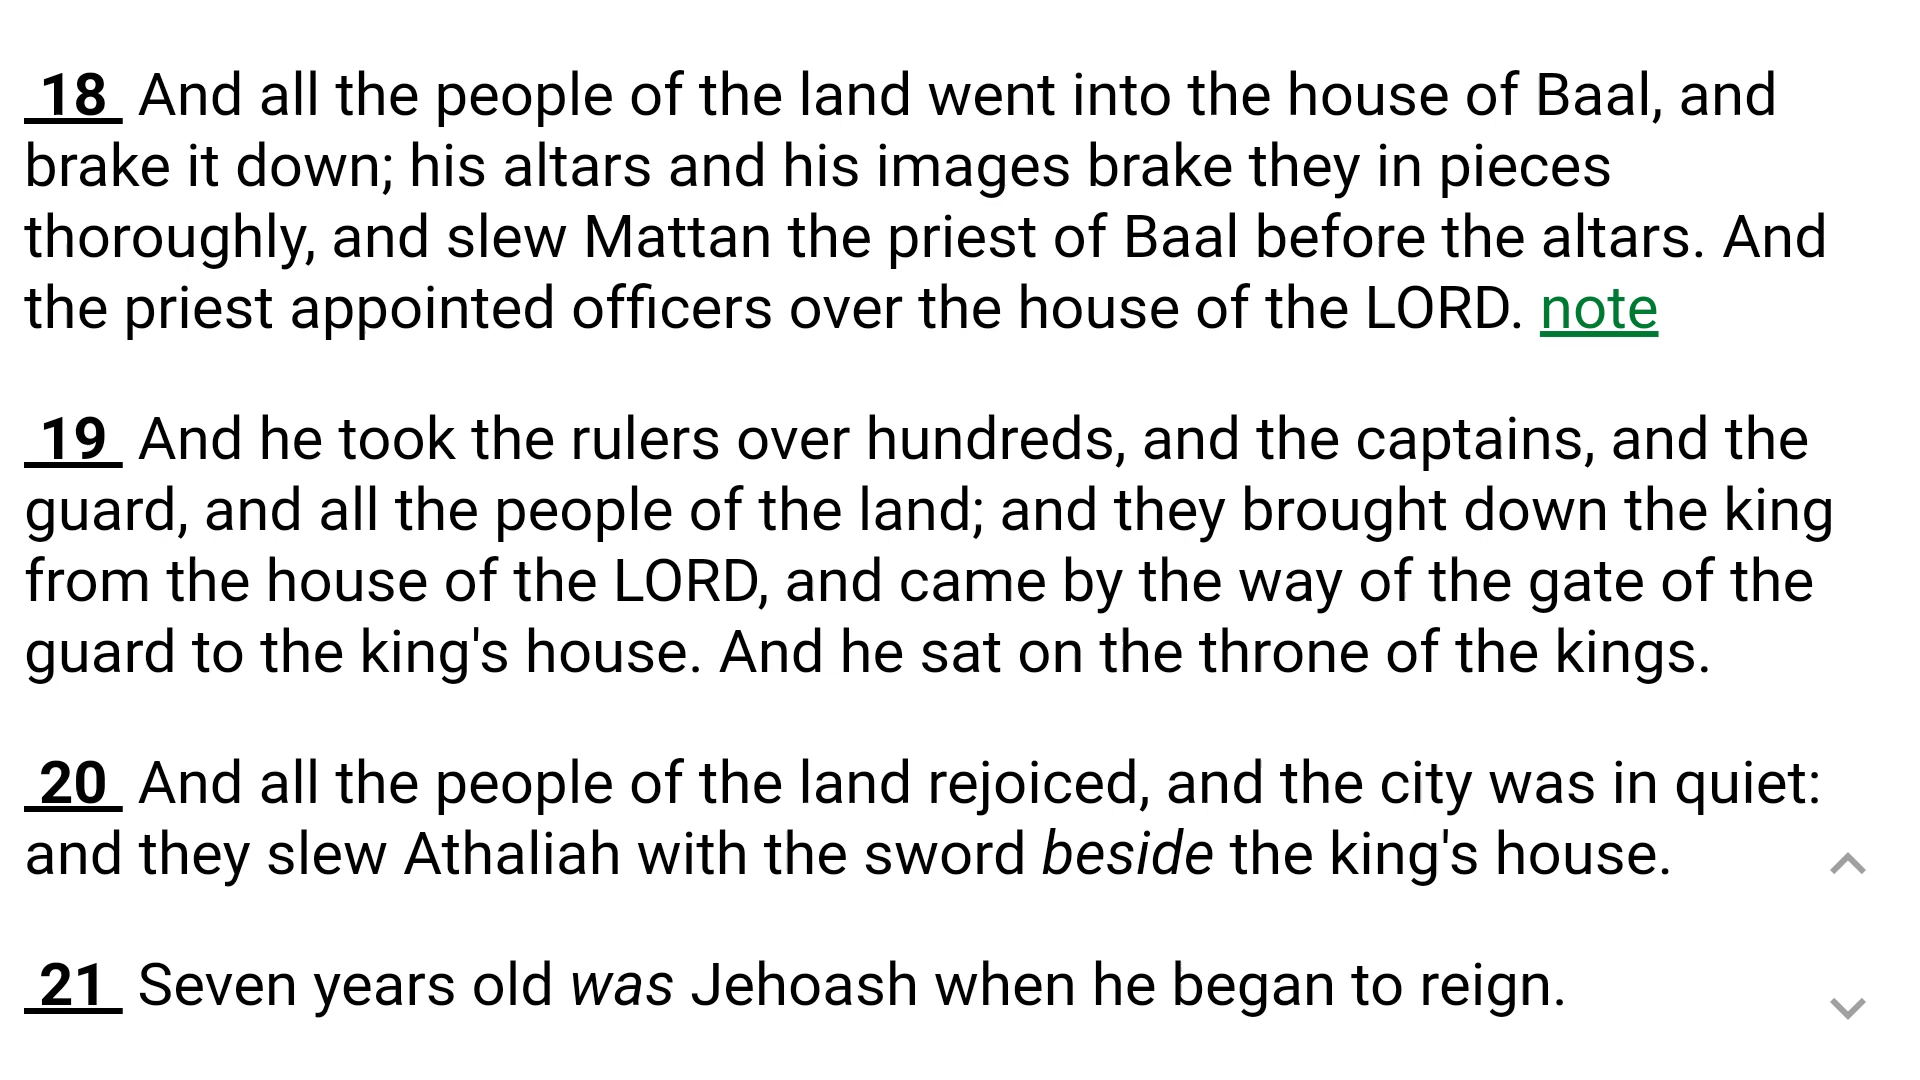 18 And all the people of the land went into the house of Baal, and
brake it down; his altars and his images brake they in pieces
thoroughly, and slew Mattan the priest of Baal before the altars. And
the priest appointed officers over the house of the LORD. note
19 And he took the rulers over hundreds, and the captains, and the
guard, and all the people of the land; and they brought down the king
from the house of the LORD, and came by the way of the gate of the
guard to the king's house. And he sat on the throne of the kings.
20 And all the people of the land rejoiced, and the city was in quiet:
and they slew Athaliah with the sword beside the king's house.
21 Seven years old was Jehoash when he began to reign.